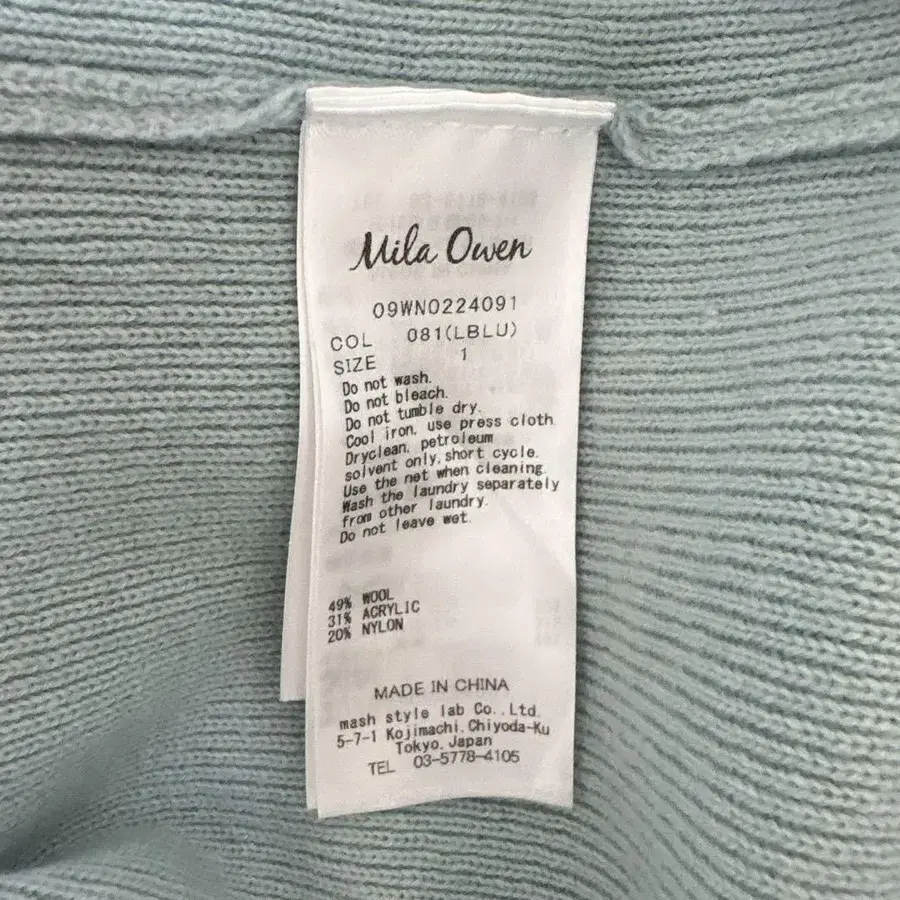 Mila Owen
09WN0224091
COL 081(LBLU)
SIZE 1
Do not wash.
Do not bleach.
Do not tumble dry.
Cool iron, use press cloth.
Dryclean, petroleum
solvent only, short cycle.
Use the net when cleaning.
Wash the laundry separately
from other laundry.
Do not leave wet.
49% WOOL
31% ACRYLIC
20% NYLON
MADE IN CHINA
mash style lab Co., Ltd.
5-7-1 Kojimachi, Chiyoda-Ku
Tokyo, Japan
TEL 03-5778-4105